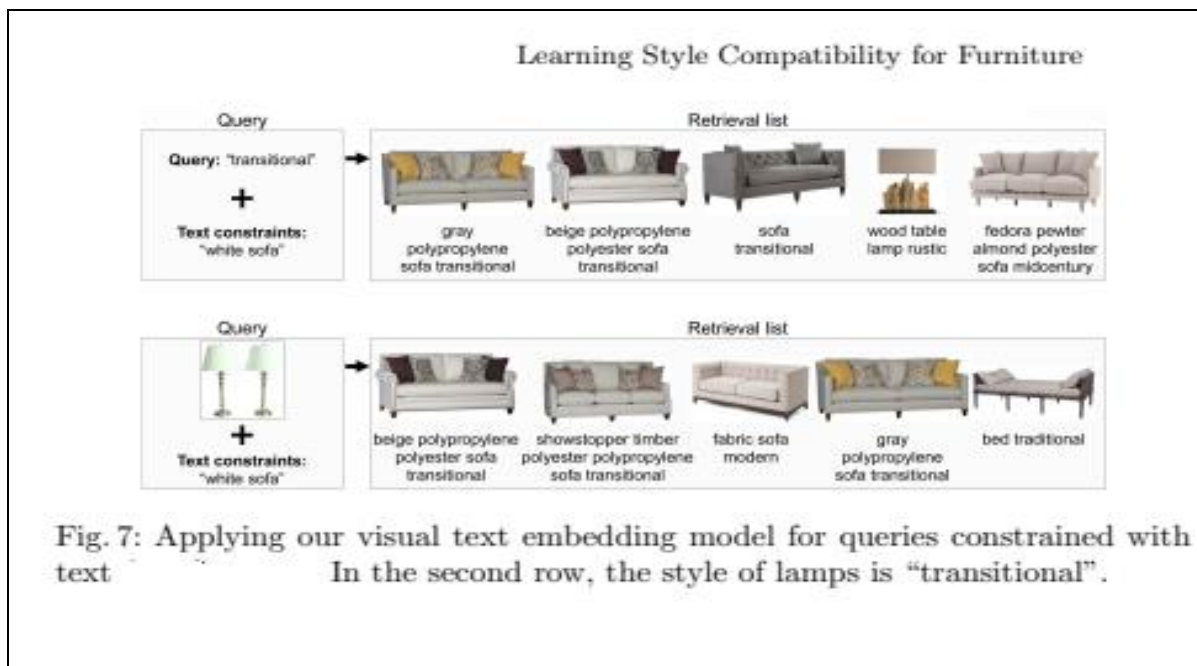 Learning Style Compatibility for Furniture
Query
Retrieval list
Query: "transitional"
+
Text constraints:
"white sofa"
gray
polypropylene
sofa transitional
beige polypropylene
polyester sofa
transitional
sofa
transitional
wood table
lamp rustic
fedora pewter
almond polyester
sofa midcentury
Query
Retrieval list
+
Text constraints:
"white sofa"
beige polypropylene
polyester sofa
transitional
showstopper timber
polyester polypropylene
sofa transitional
fabric sofa
modern
gray
polypropylene
sofa transitional
bed traditional
Fig. 7: Applying our visual text embedding model for queries constrained with
text In the second row, the style of lamps is “transitional”.